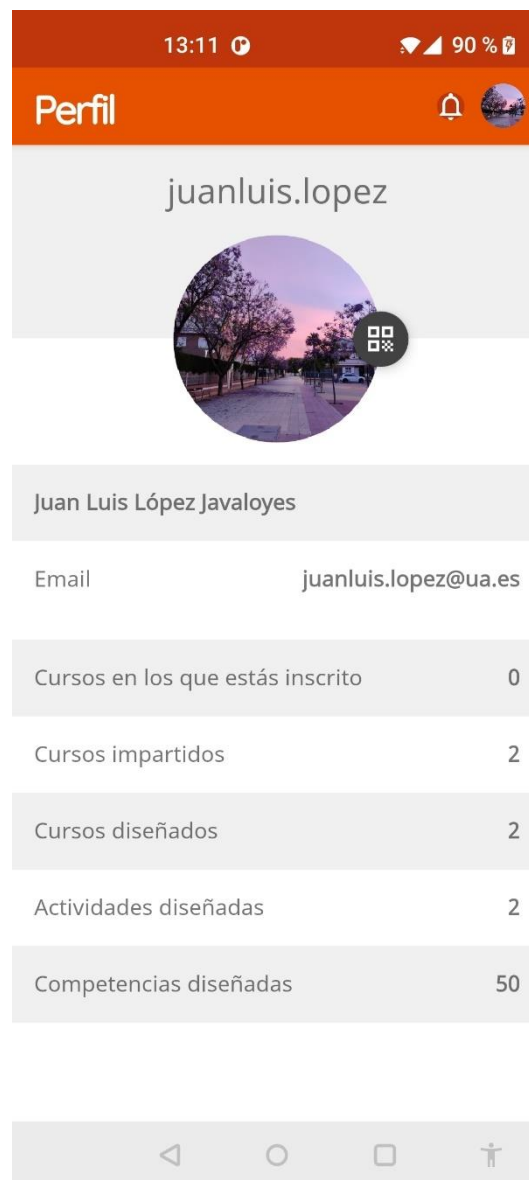 13:11 90 %
Perfil
juanluis.lopez
Juan Luis López Javaloyes
Email juanluis.lopez@ua.es
Cursos en los que estás inscrito 0
Cursos impartidos 2
Cursos diseñados 2
Actividades diseñadas 2
Competencias diseñadas 50